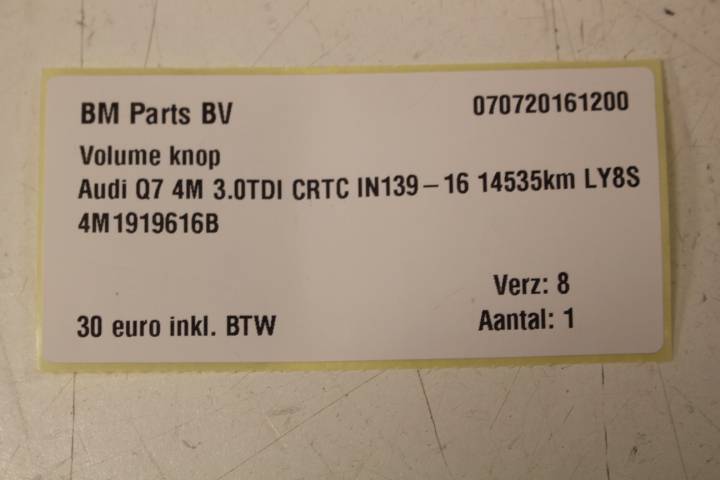 BM Parts BV 070720161200
Volume knop
Audi Q7 4M 3.0TDI CRTC IN139-16 14535km LY8S
4M1919616B
Verz: 8
30 euro inkl. BTW Aantal: 1